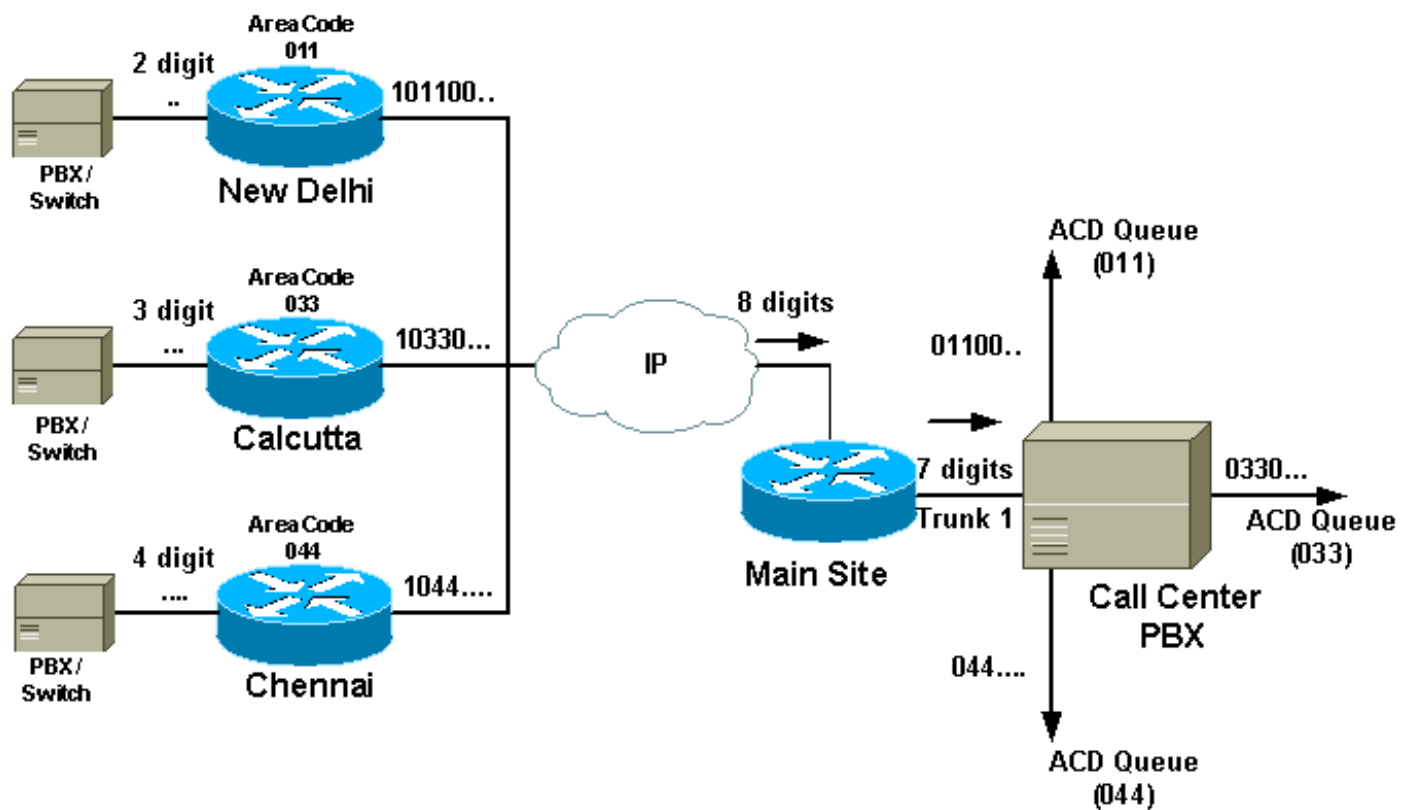 Area Code
011
2 digit
..
101100..
PBX/
Switch
New Delhi
Area Code
033
3 digit
...
10330...
PBX/
Switch
Calcutta
Area Code
044
4 digit
....
1044....
PBX/
Switch
Chennai
IP
8 digits
7 digits
Trunk 1
Main Site
ACD Queue
(011)
01100..
0330...
ACD Queue
(033)
Call Center
PBX
044....
ACD Queue
(044)